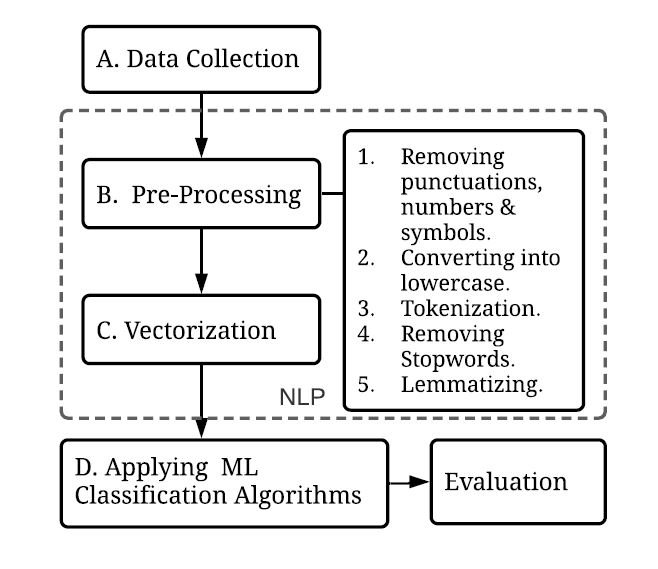 A. Data Collection
B. Pre-Processing
1. Removing
punctuations,
numbers &
symbols.
2. Converting into
lowercase.
3. Tokenization.
4. Removing
Stopwords.
5. Lemmatizing.
C. Vectorization
NLP
D. Applying ML
Classification Algorithms
Evaluation